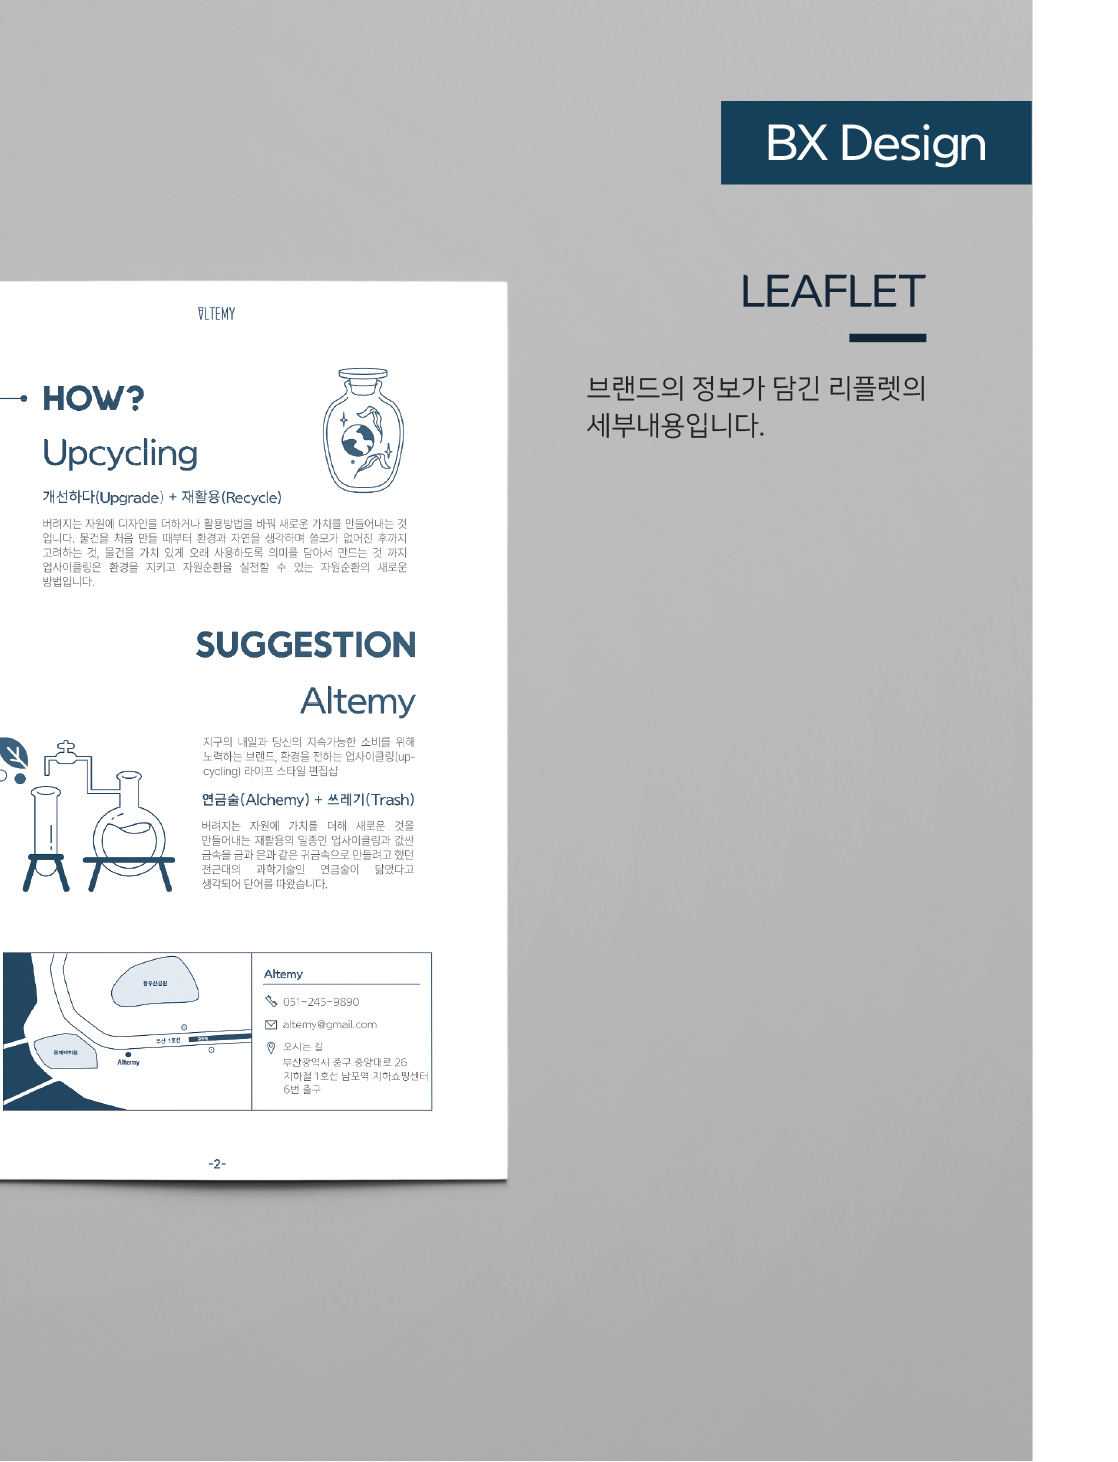 BX Design
LEAFLET
브랜드의 정보가 담긴 리플렛의
세부내용입니다.
ALTEMY
HOW?
Upcycling
개선하다(Upgrade) + 재활용(Recycle)
버려지는 자원에 디자인을 더하거나 활용방법을 바꿔 새로운 가치를 만들어내는 것
입니다. 물건을 처음 만들 때부터 환경과 자연을 생각하며 쓸모가 없어진 후까지
고려하는 것, 물건을 가치 있게 오래 사용하도록 의미를 담아서 만드는 것 까지
업사이클링은 환경을 지키고 자원순환을 실천할 수 있는 자원순환의 새로운
방법입니다.
SUGGESTION
Altemy
지구의 내일과 당신의 지속가능한 소비를 위해
노력하는 브랜드, 환경을 전하는 업사이클링(up-
cycling) 라이프 스타일 편집샵
연금술(Alchemy) + 쓰레기(Trash)
버려지는 자원에 가치를 더해 새로운 것을
만들어내는 재활용의 일종인 업사이클링과 값싼
금속을 금과 은과 같은 귀금속으로 만들려고 했던
전근대의 과학기술인 연금술이 닮았다고
생각되어 단어를 따왔습니다.
용두산공원
부산 1호선
Altemy
Altemy
051-245-9890
altemy@gmail.com
오시는 길
부산광역시 중구 중앙대로 26
지하철 1호선 남포역 지하쇼핑센터
6번 출구
-2-